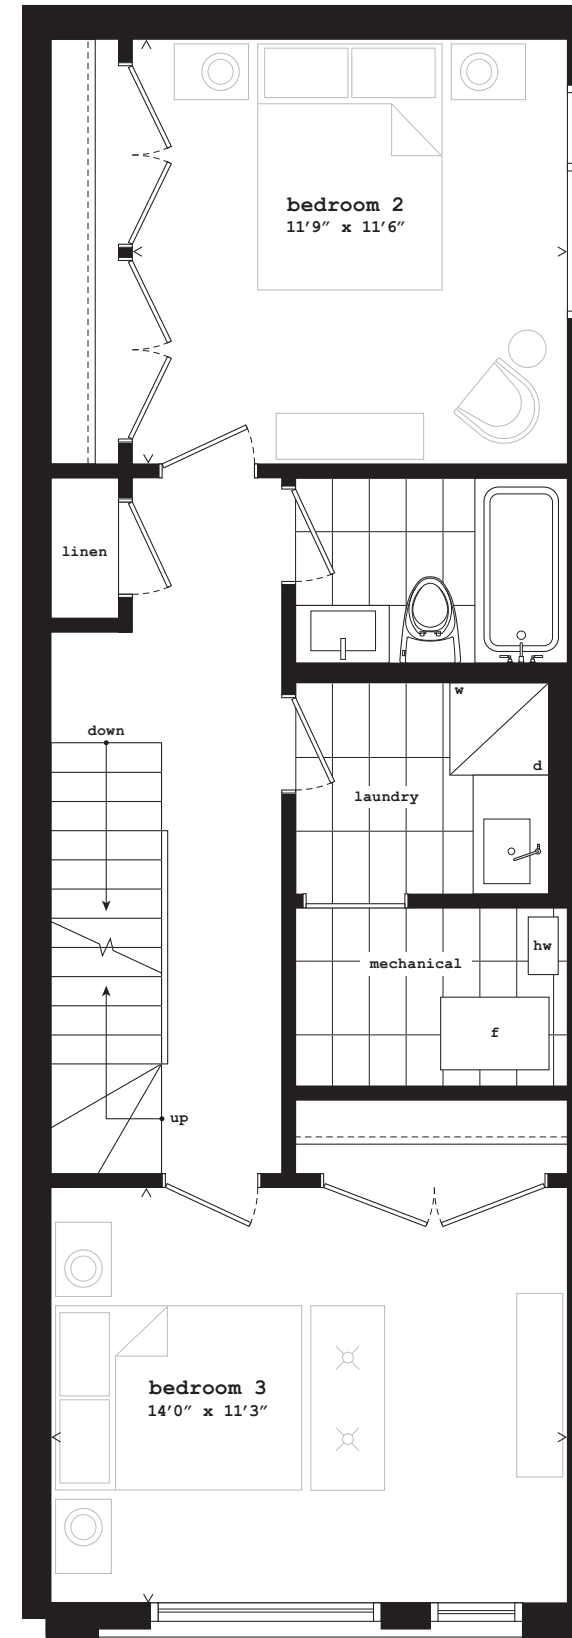 bedroom 2
11’9” x 11’6”
linen
down
w
d
laundry
hw
mechanical
f
up
bedroom 3
14’0” x 11’3”